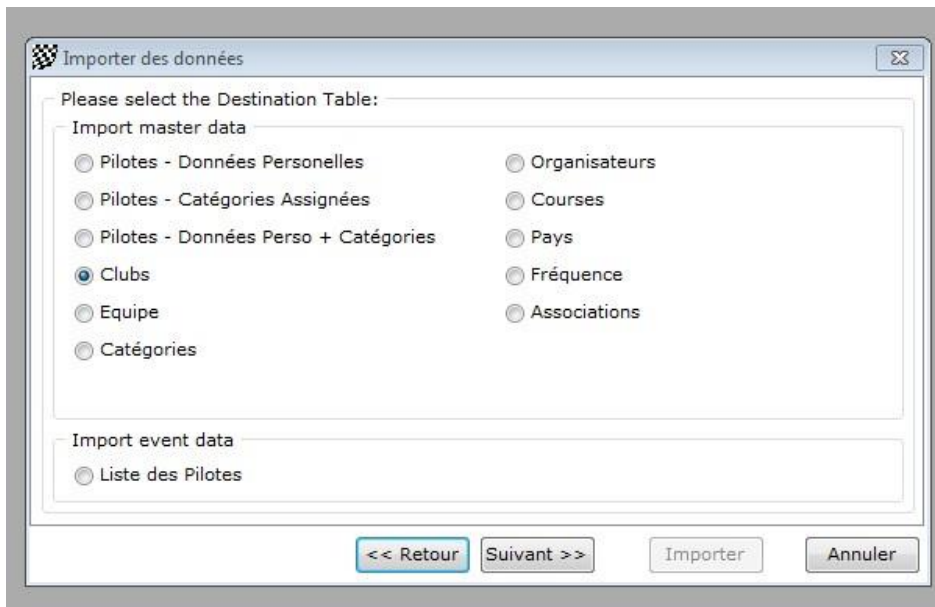 Importer des données
Please select the Destination Table:
Import master data
Pilotes - Données Personelles
Pilotes - Catégories Assignées
Pilotes - Données Perso + Catégories
Clubs
Equipe
Catégories
Organisateurs
Courses
Pays
Fréquence
Associations
Import event data
Liste des Pilotes
<< Retour
Suivant >>
Importer
Annuler